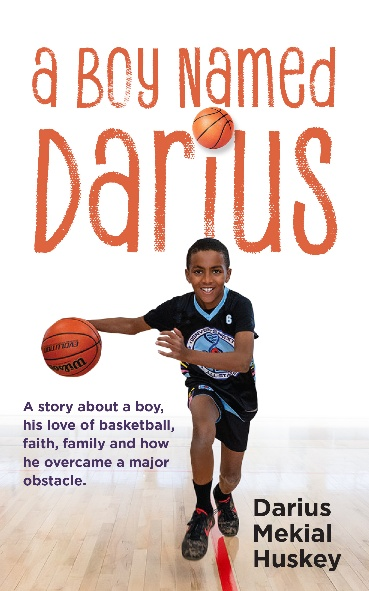 a BOY Named
Darius
6
A story about a boy,
his love of basketball,
faith, family and how
he overcame a major
obstacle.
Darius
Mekial
Huskey